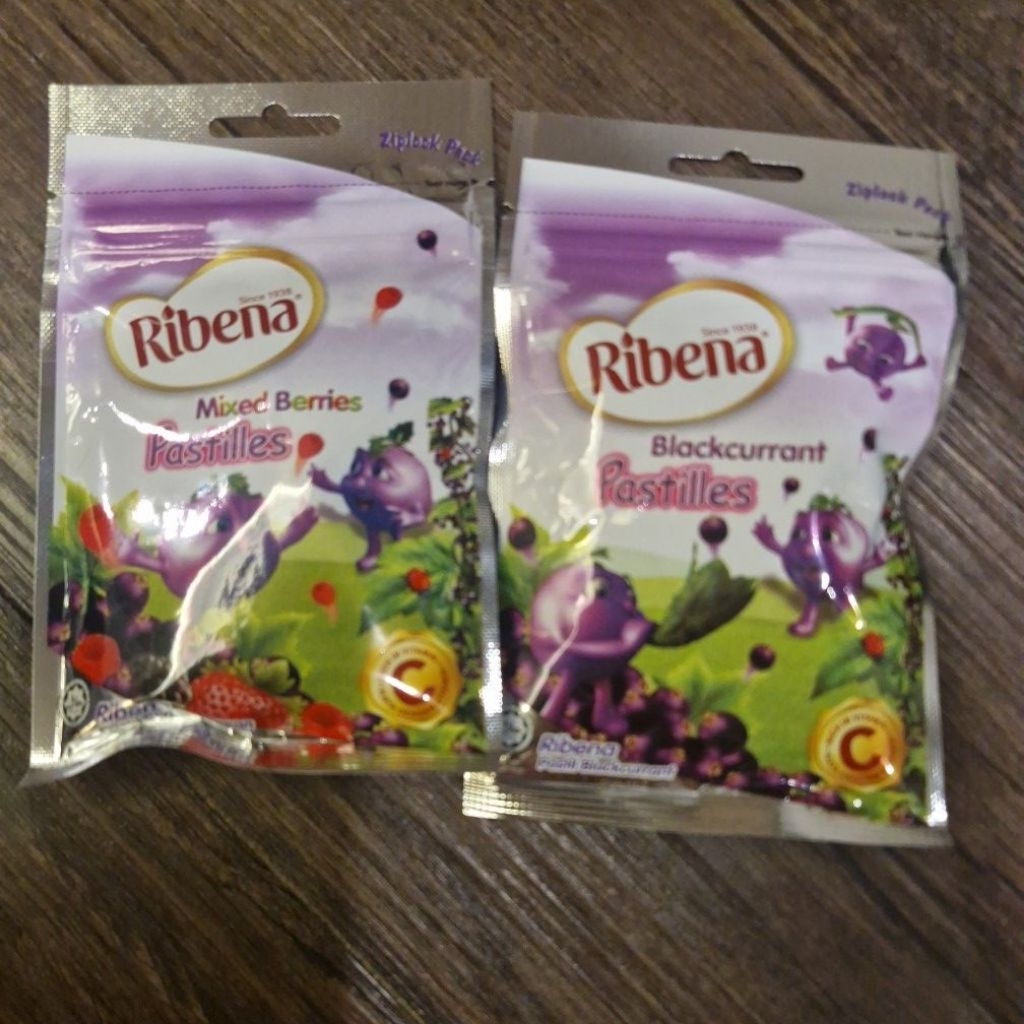 Ziplock Pack
Since 1938
Ribena
Mixed Berries
Pastilles
C
Ziplock Pack
Since 1938
Ribena
Blackcurrant
Pastilles
C
Ribena